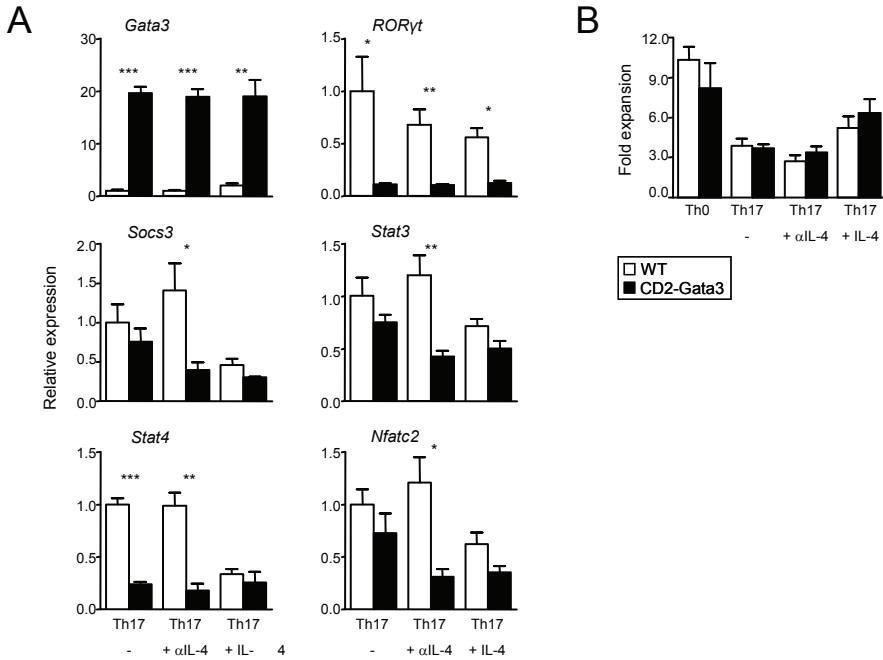 A
Gata3
30
20
10
0
*** *** **
RORγt
1.5
1.0
0.5
0.0
* ** *
Relative expression
Socs3
2.0
1.5
1.0
0.5
0.0
*
Stat3
1.5
1.0
0.5
0.0
**
Stat4
1.5
1.0
0.5
0.0
*** **
Th17 Th17 Th17
- + αIL-4 + IL- 4
Nfatc2
1.5
1.0
0.5
0.0
*
Th17 Th17 Th17
- + αIL-4 + IL-4
B
Fold expansion
12.0
9.0
6.0
3.0
0.0
Th0 Th17 Th17 Th17
- + αIL-4 + IL-4
WT
CD2-Gata3